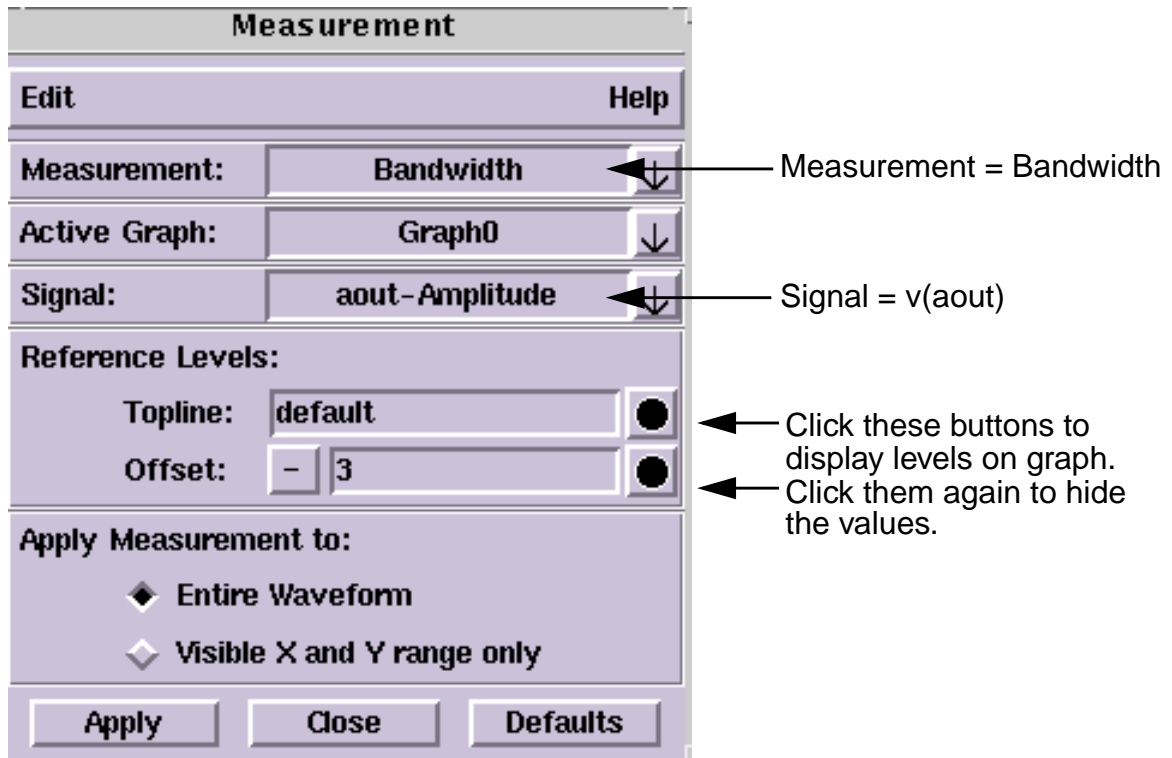 Measurement
Edit Help
Measurement: Bandwidth
Measurement = Bandwidth
Active Graph: Graph0
Signal: aout-Amplitude
Signal = v(aout)
Reference Levels:
Topline: default
Offset: - 3
Click these buttons to
display levels on graph.
Click them again to hide
the values.
Apply Measurement to:
Entire Waveform
Visible X and Y range only
Apply Close Defaults